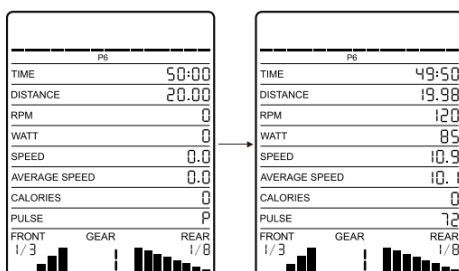 P6
TIME 50:00
DISTANCE 20.00
RPM 0
WATT 0
SPEED 0.0
AVERAGE SPEED 0.0
CALORIES 0
PULSE P
FRONT GEAR REAR
1/3 1 1/8
P6
TIME 49:50
DISTANCE 19.98
RPM 120
WATT 85
SPEED 10.9
AVERAGE SPEED 10.1
CALORIES 0
PULSE 72
FRONT GEAR REAR
1/3 1 1/8